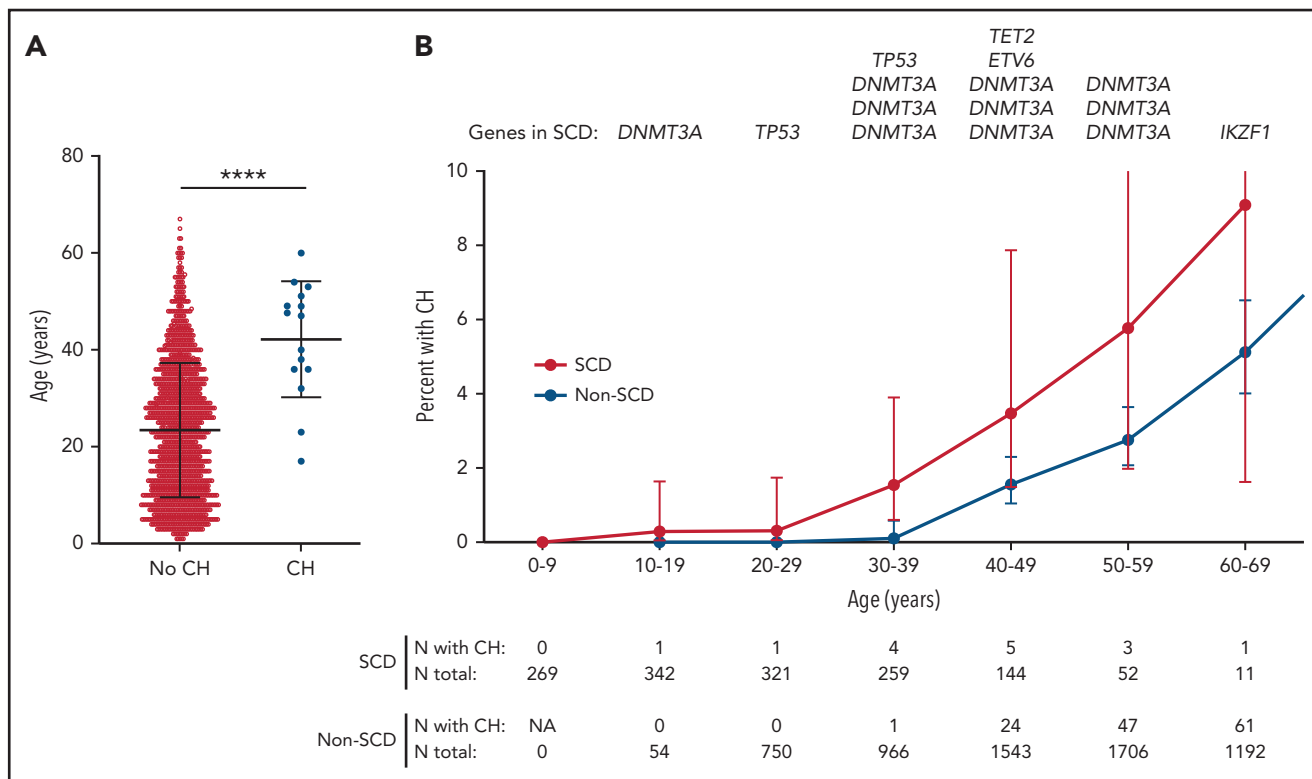 A
80
60
40
20
0
Age (years)
****
No CH
CH
B
TET2
TP53 ETV6
DNMT3A DNMT3A DNMT3A
DNMT3A DNMT3A DNMT3A
Genes in SCD: DNMT3A TP53 DNMT3A DNMT3A DNMT3A IKZF1
10
8
6
4
2
0
Percent with CH
SCD
Non-SCD
0-9 10-19 20-29 30-39 40-49 50-59 60-69
Age (years)
SCD
N with CH: 0 1 1 4 5 3 1
N total: 269 342 321 259 144 52 11
Non-SCD
N with CH: NA 0 0 1 24 47 61
N total: 0 54 750 966 1543 1706 1192